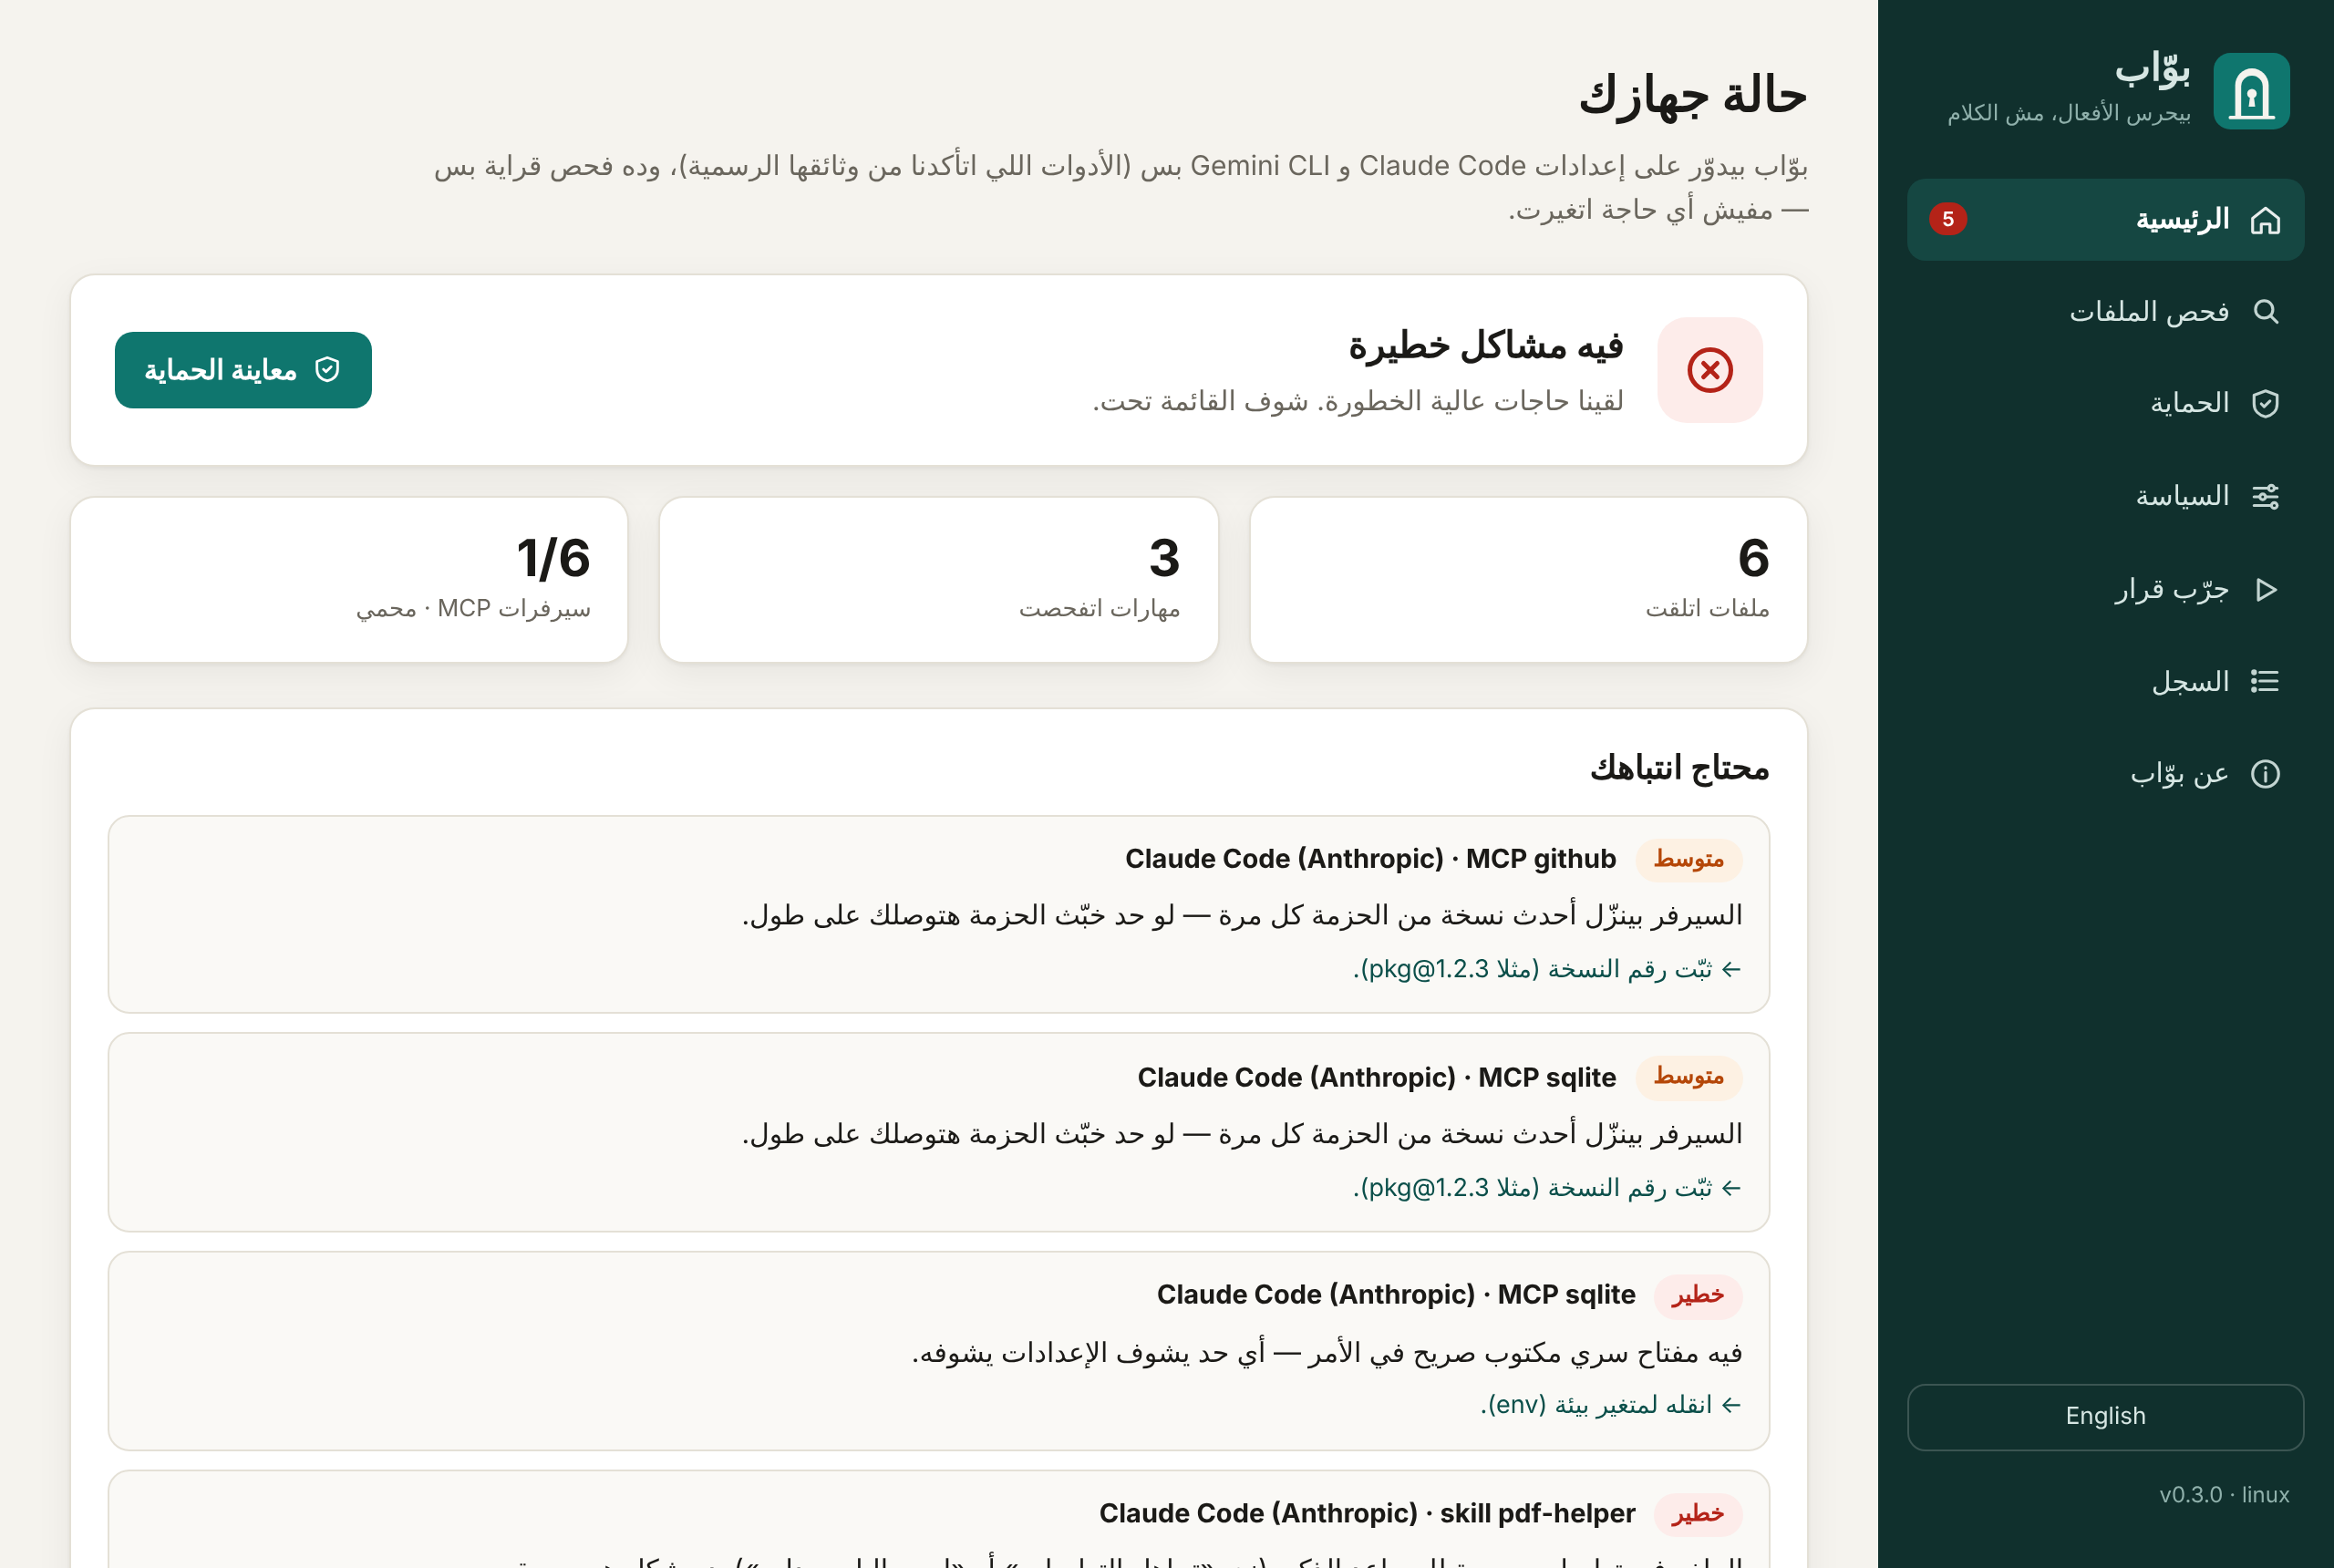 بوّاب
بيحرس الأفعال، مش الكلام
الرئيسية
5
فحص الملفات
الحماية
السياسة
جرّب قرار
السجل
عن بوّاب
English
v0.3.0 · linux
حالة جهازك
بوّاب بيدوّر على إعدادات Claude Code و Gemini CLI بس (الأدوات اللي اتأكدنا من وثائقها الرسمية)، وده فحص قراية بس
— مفيش أي حاجة اتغيرت.
فيه مشاكل خطيرة
لقينا حاجات عالية الخطورة. شوف القائمة تحت.
معاينة الحماية
6
ملفات اتلقت
3
مهارات اتفحصت
1/6
سيرفرات MCP · محمي
محتاج انتباهك
متوسط
Claude Code (Anthropic) · MCP github
السيرفر بينزّل أحدث نسخة من الحزمة كل مرة — لو حد خبّث الحزمة هتوصلك على طول.
← ثبّت رقم النسخة (مثلا pkg@1.2.3).
متوسط
Claude Code (Anthropic) · MCP sqlite
السيرفر بينزّل أحدث نسخة من الحزمة كل مرة — لو حد خبّث الحزمة هتوصلك على طول.
← ثبّت رقم النسخة (مثلا pkg@1.2.3).
خطير
Claude Code (Anthropic) · MCP sqlite
فيه مفتاح سري مكتوب صريح في الأمر — أي حد يشوف الإعدادات يشوفه.
← انقله لمتغير بيئة (env).
خطير
Claude Code (Anthropic) · skill pdf-helper